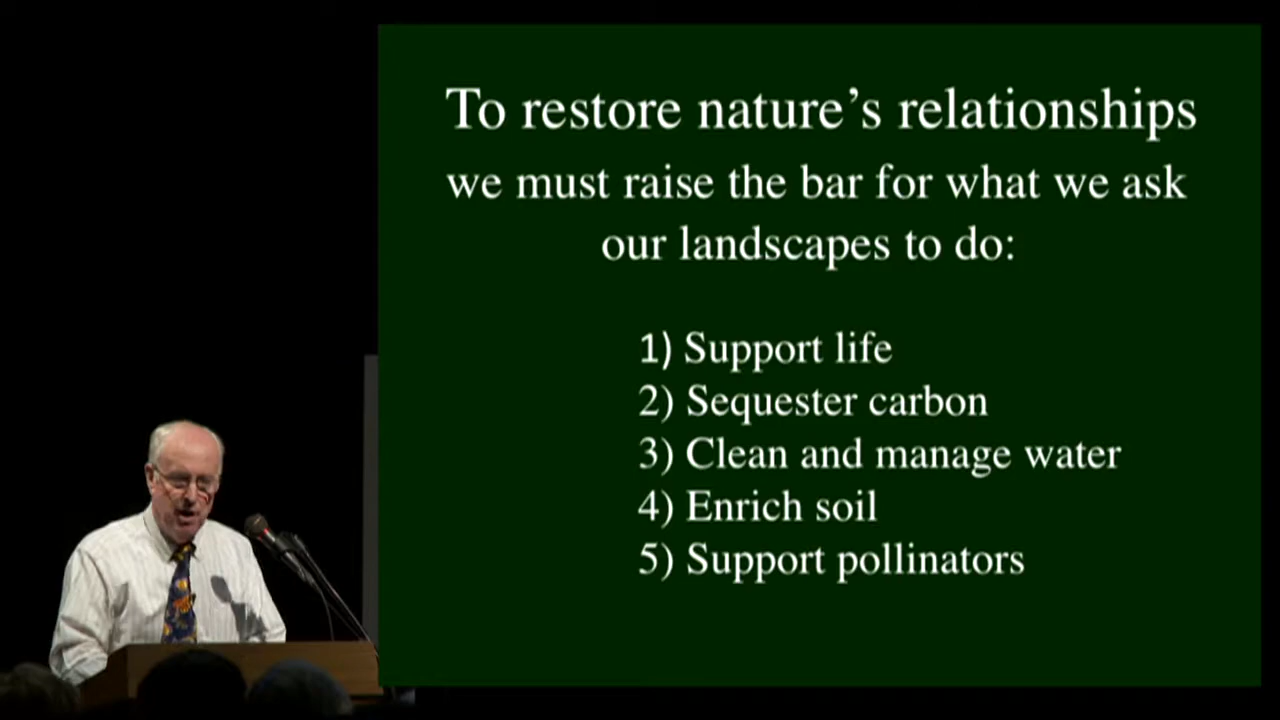 To restore nature’s relationships
we must raise the bar for what we ask
our landscapes to do:
1) Support life
2) Sequester carbon
3) Clean and manage water
4) Enrich soil
5) Support pollinators